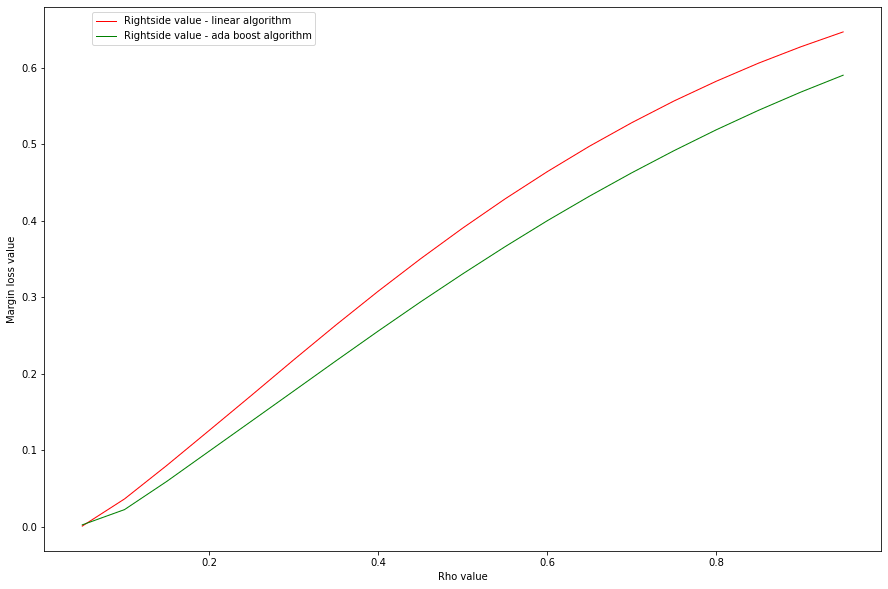 Rightside value - linear algorithm
Rightside value - ada boost algorithm
0.6
0.5
0.4
0.3
0.2
0.1
0.0
Margin loss value
0.2 0.4 0.6 0.8
Rho value